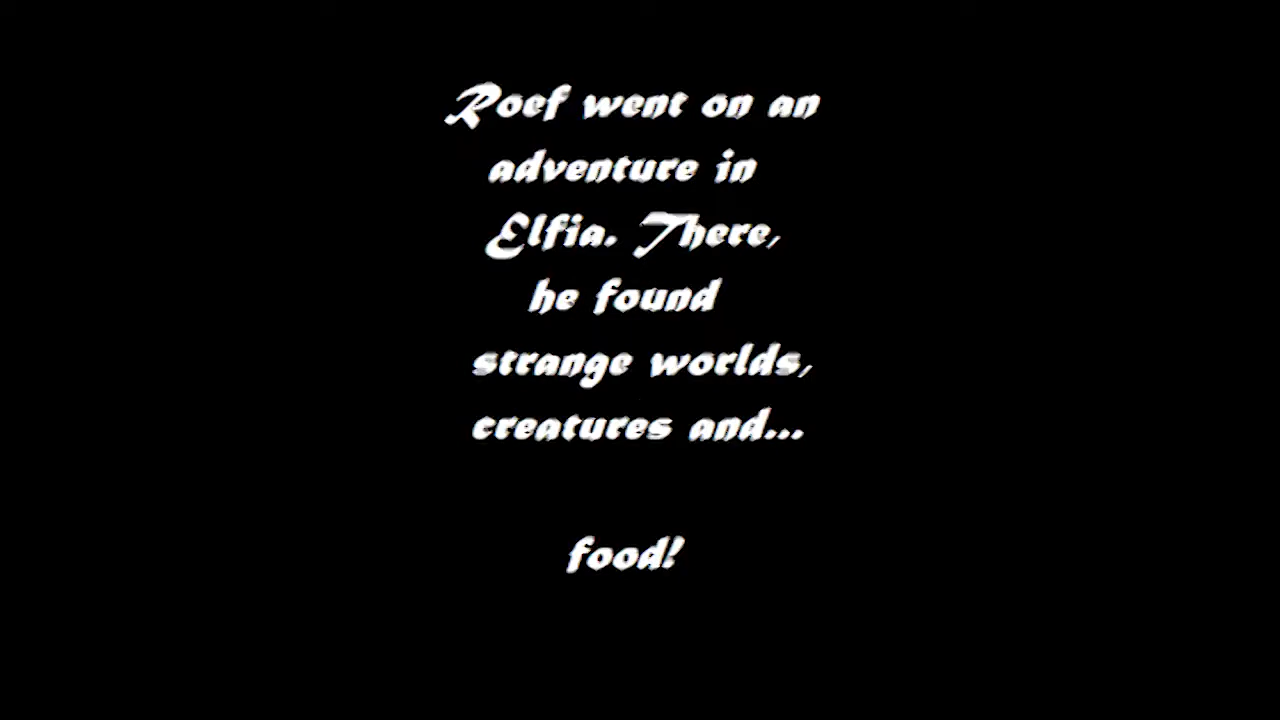 Roef went on an
adventure in
Elfia. There,
he found
strange worlds,
creatures and...
food!